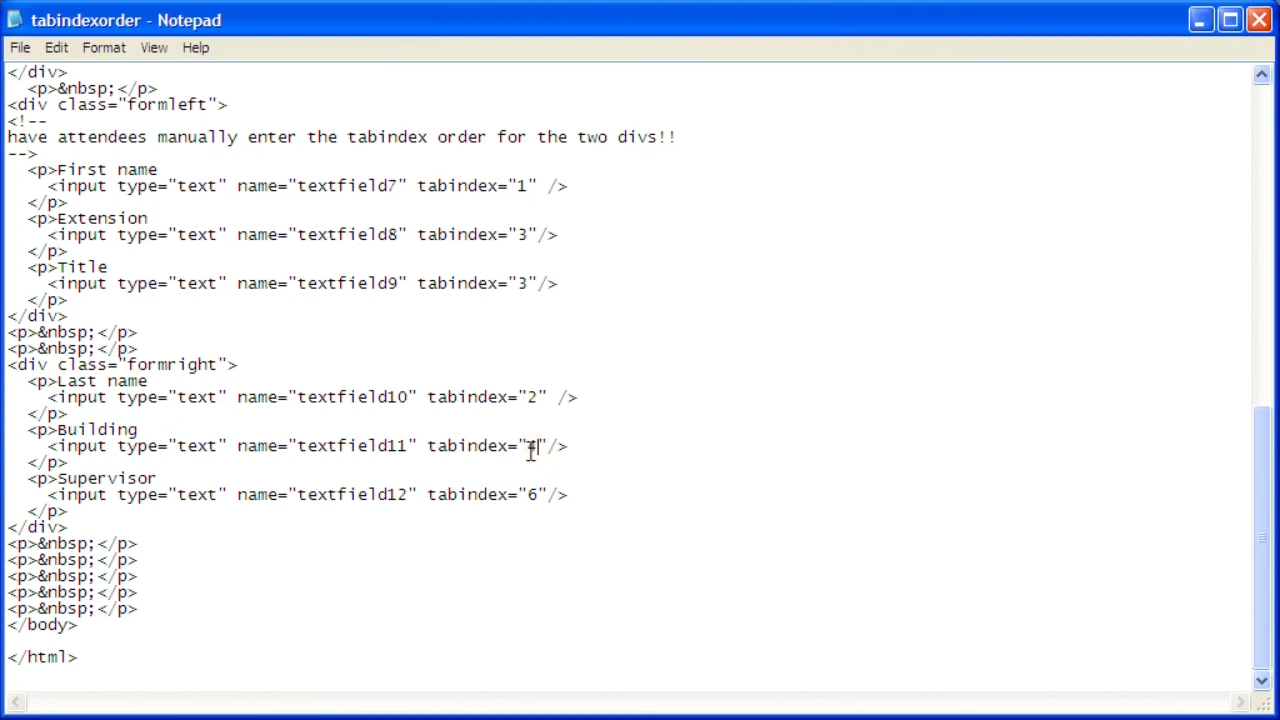 tabindexorder - Notepad
File Edit Format View Help
</div>
<p>&nbsp;</p>
<div class="formleft">
<!--
have attendees manually enter the tabindex order for the two divs!!
-->
<p>First name
<input type="text" name="textfield7" tabindex="1" />
</p>
<p>Extension
<input type="text" name="textfield8" tabindex="3"/>
</p>
<p>Title
<input type="text" name="textfield9" tabindex="3"/>
</p>
</div>
<p>&nbsp;</p>
<p>&nbsp;</p>
<div class="formright">
<p>Last name
<input type="text" name="textfield10" tabindex="2" />
</p>
<p>Building
<input type="text" name="textfield11" tabindex="4"/>
</p>
<p>Supervisor
<input type="text" name="textfield12" tabindex="6"/>
</p>
</div>
<p>&nbsp;</p>
<p>&nbsp;</p>
<p>&nbsp;</p>
<p>&nbsp;</p>
<p>&nbsp;</p>
</body>
</html>